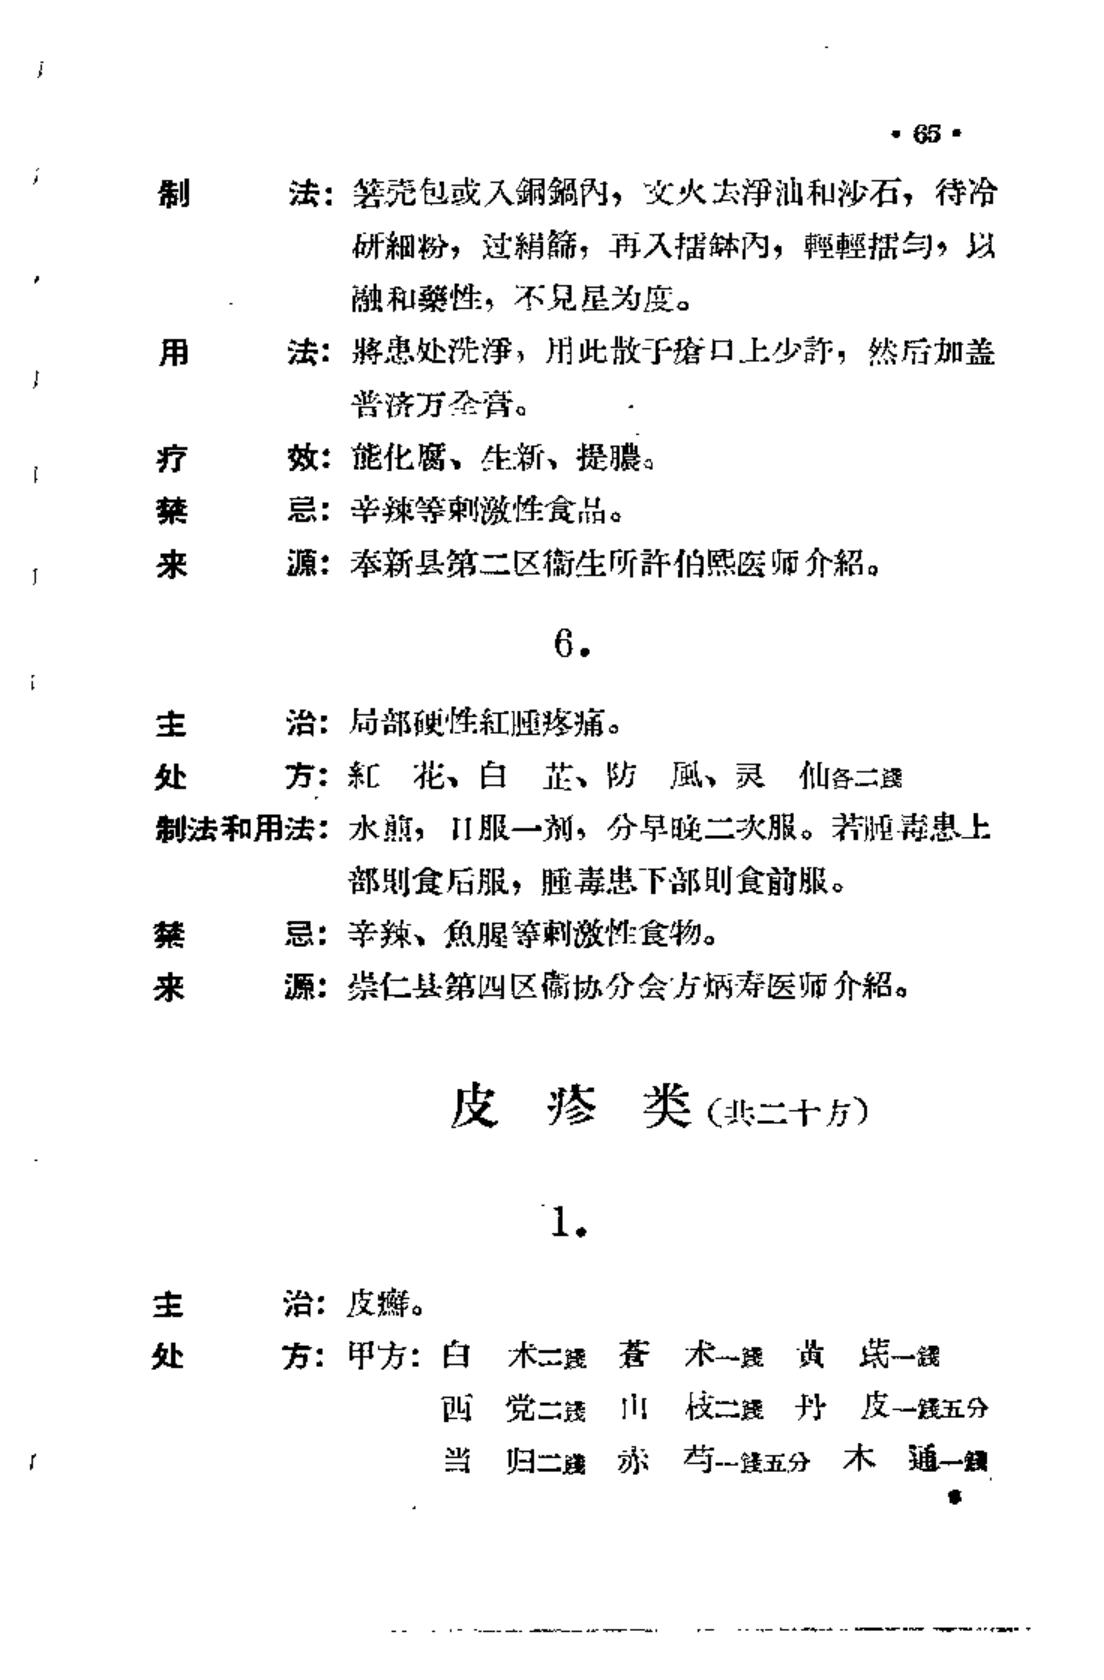 • 65 •
制　　法：箬壳包或入銅鍋內，文火去淨油和沙石，待冷
研細粉，过絹篩，再入擂鉢內，輕輕擂勻，以
融和藥性，不見星为度。
用　　法：將患处洗淨，用此散于瘡口上少許，然后加盖
普济万全膏。
疗　　效：能化腐、生新、提膿。
禁　　忌：辛辣等刺激性食品。
来　　源：奉新县第二区衞生所許伯熙医师介紹。
6.
主　　治：局部硬性紅腫疼痛。
处　　方：紅　花、白　芷、防　風、灵　仙各二錢
制法和用法：水煎，日服一剂，分早晚二次服。若腫毒患上
部則食后服，腫毒患下部則食前服。
禁　　忌：辛辣、魚腥等刺激性食物。
来　　源：崇仁县第四区衞协分会方炳寿医师介紹。
皮　疹　类（共二十方）
1.
主　　治：皮癬。
处　　方：甲方：白　术二錢　蒼　术一錢　黃　芪一錢
西　党二錢　山　枝二錢　丹　皮一錢五分
当　归二錢　赤　芍一錢五分　木　通一錢